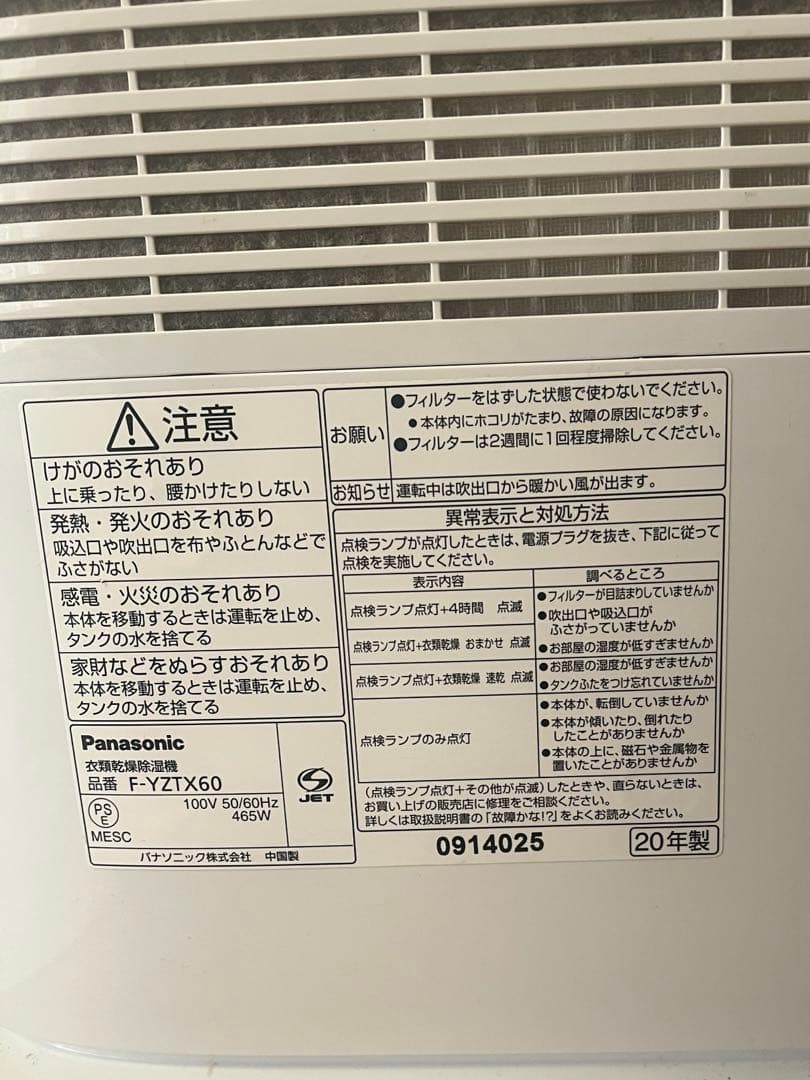 注意
けがのおそれあり
上に乗ったり、腰かけたりしない
発熱・発火のおそれあり
吸込口や吹出口を布やふとんなどで
ふさがない
感電・火災のおそれあり
本体を移動するときは運転を止め、
タンクの水を捨てる
家財などをぬらすおそれあり
本体を移動するときは運転を止め、
タンクの水を捨てる
Panasonic
衣類乾燥除湿機
品番 F-YZTX60
100V 50/60Hz
465W
PS
E
MESC
JET
パナソニック株式会社 中国製
お願い
●フィルターをはずした状態で使わないでください。
●本体内にホコリがたまり、故障の原因になります。
●フィルターは2週間に1回程度掃除してください。
お知らせ 運転中は吹出口から暖かい風が出ます。
異常表示と対処方法
点検ランプが点灯したときは、電源プラグを抜き、下記に従って
点検を実施してください。
表示内容 調べるところ
点検ランプ点灯+4時間 点滅
●フィルターが目詰まりしていませんか
●吹出口や吸込口が
ふさがっていませんか
点検ランプ点灯+衣類乾燥 おまかせ 点滅
●お部屋の湿度が低すぎませんか
点検ランプ点灯+衣類乾燥 速乾 点滅
●お部屋の湿度が低すぎませんか
●タンクふたをつけ忘れていませんか
点検ランプのみ点灯
●本体が、転倒していませんか
●本体が傾いたり、倒れたり
したことがありませんか
●本体の上に、磁石や金属物を
置いたことがありませんか
(点検ランプ点灯+その他が点滅)したときや、直らないときは、
お買い上げの販売店に修理をご相談ください。
詳しくは取扱説明書の「故障かな!?」をよくお読みください。
0914025
20年製